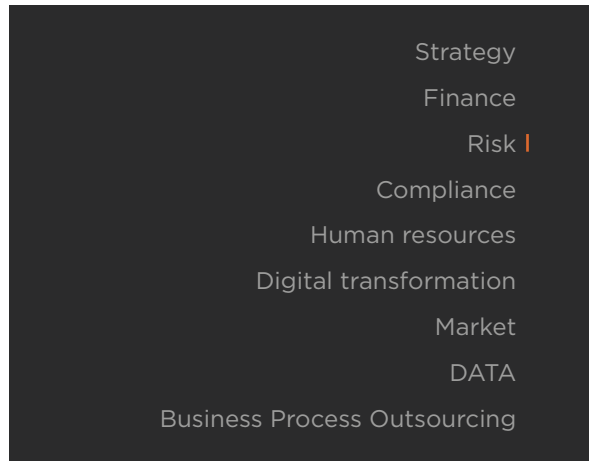 Strategy
Finance
Risk
Compliance
Human resources
Digital transformation
Market
DATA
Business Process Outsourcing